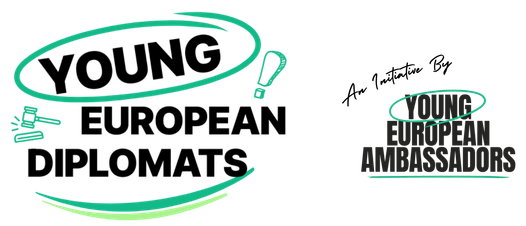 YOUNG
EUROPEAN
DIPLOMATS
An Initiative By
YOUNG
EUROPEAN
AMBASSADORS